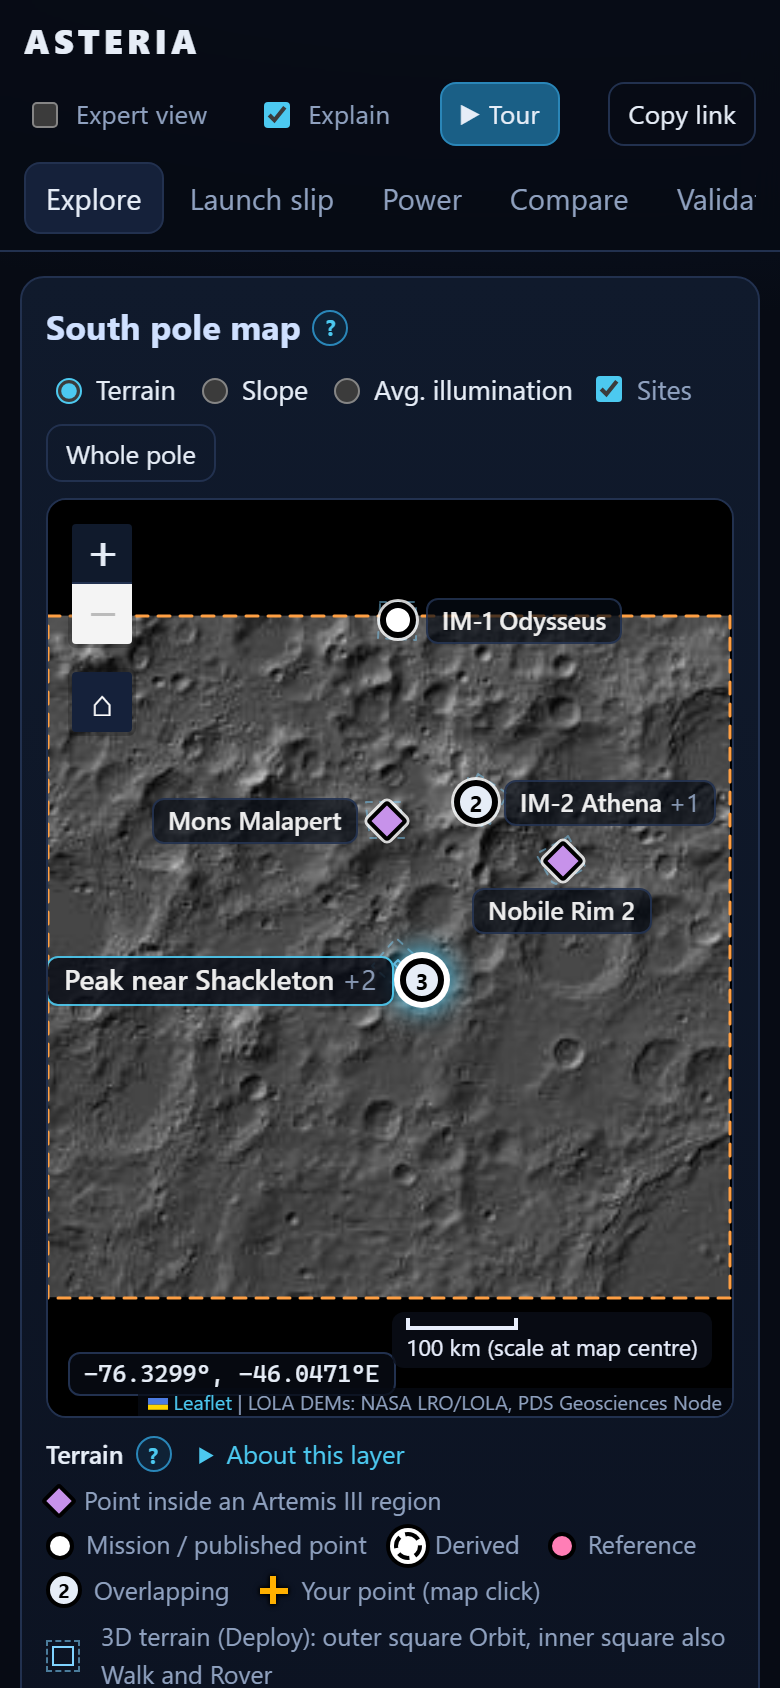 ASTERIA
Expert view
Explain
▶ Tour
Copy link
Explore
Launch slip
Power
Compare
Valida
South pole map ?
Terrain
Slope
Avg. illumination
Sites
Whole pole
+
−
IM-1 Odysseus
2
IM-2 Athena +1
Mons Malapert
Nobile Rim 2
Peak near Shackleton +2
3
100 km (scale at map centre)
−76.3299°, −46.0471°E
Leaflet | LOLA DEMs: NASA LRO/LOLA, PDS Geosciences Node
Terrain ? ▶ About this layer
Point inside an Artemis III region
Mission / published point
Derived
Reference
2 Overlapping
Your point (map click)
3D terrain (Deploy): outer square Orbit, inner square also
Walk and Rover